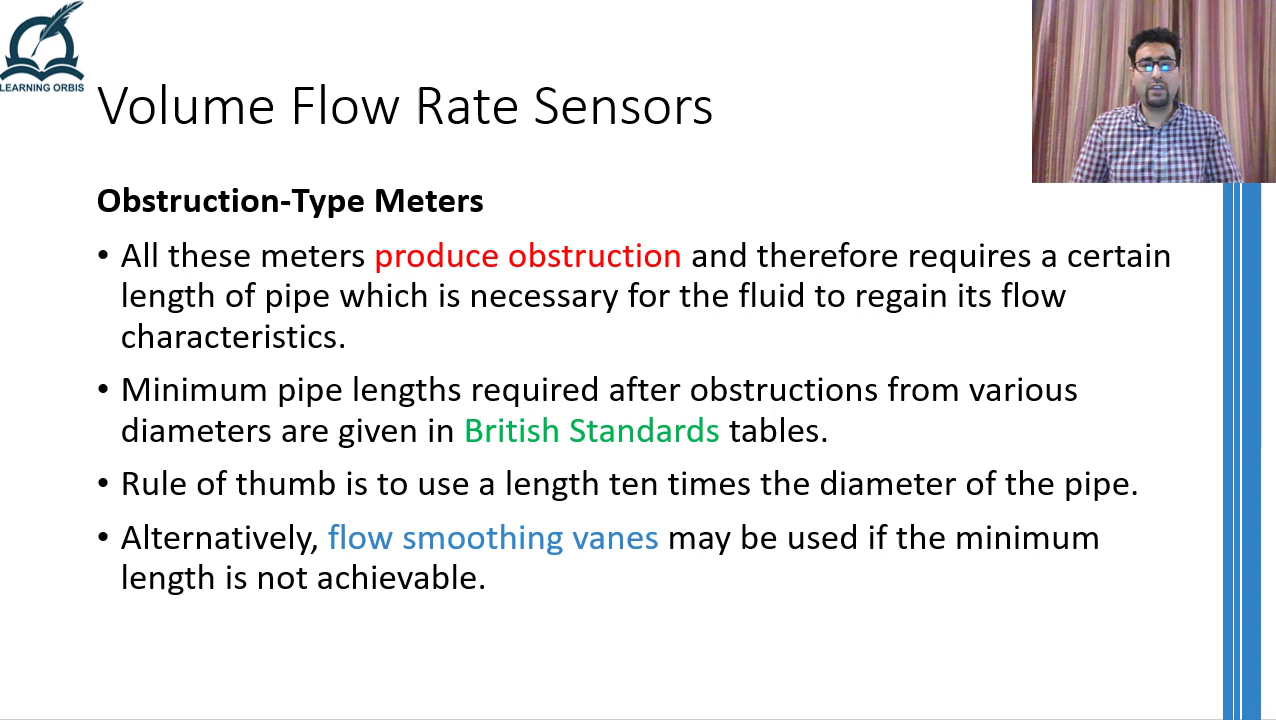 LEARNING ORBIS
Volume Flow Rate Sensors
Obstruction-Type Meters
• All these meters produce obstruction and therefore requires a certain
length of pipe which is necessary for the fluid to regain its flow
characteristics.
• Minimum pipe lengths required after obstructions from various
diameters are given in British Standards tables.
• Rule of thumb is to use a length ten times the diameter of the pipe.
• Alternatively, flow smoothing vanes may be used if the minimum
length is not achievable.